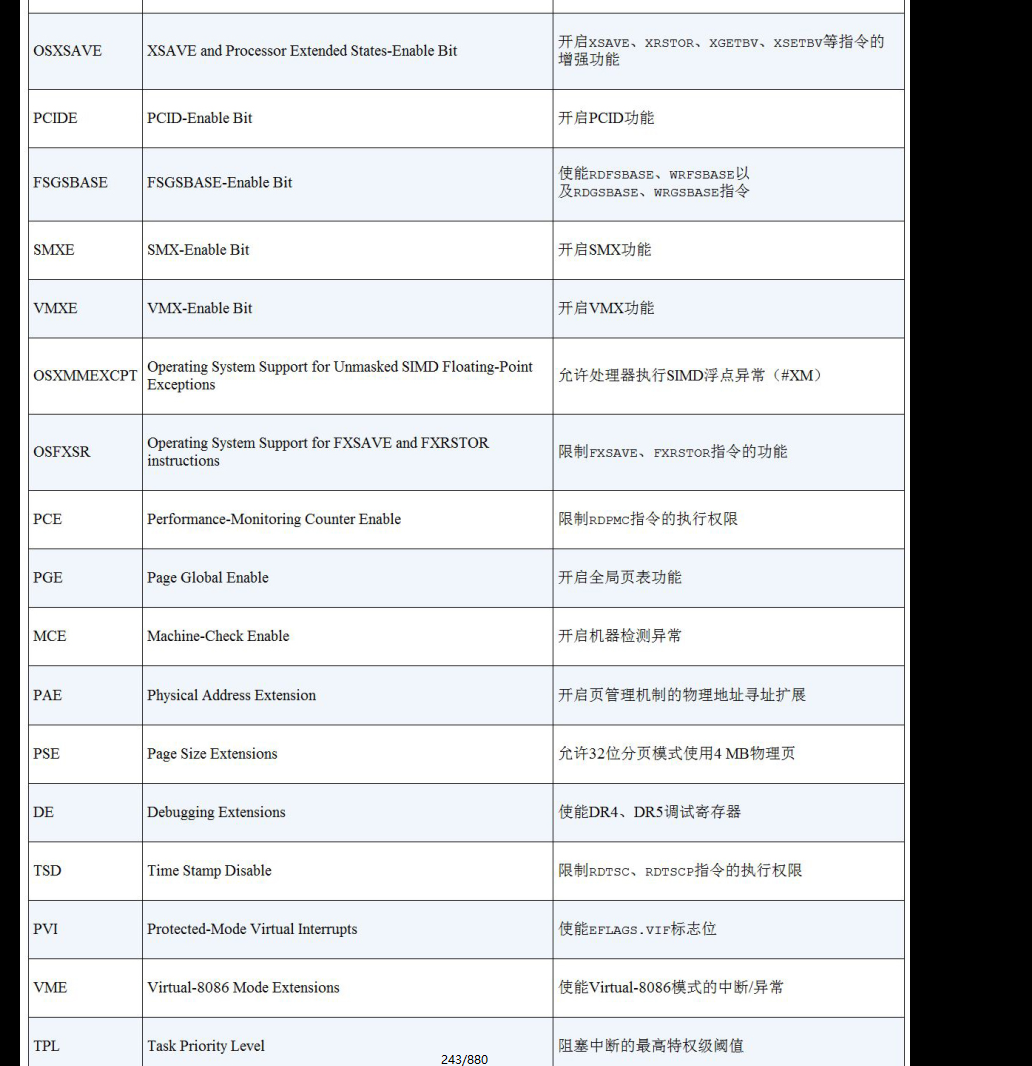 OSXSAVE
XSAVE and Processor Extended States-Enable Bit
开启XSAVE、XRSTOR、XGETBV、XSETBV等指令的
增强功能
PCIDE
PCID-Enable Bit
开启PCID功能
FSGSBASE
FSGSBASE-Enable Bit
使能RDFSBASE、WRFSBASE以
及RDGSBASE、WRGSBASE指令
SMXE
SMX-Enable Bit
开启SMX功能
VMXE
VMX-Enable Bit
开启VMX功能
OSXMMEXCPT
Operating System Support for Unmasked SIMD Floating-Point
Exceptions
允许处理器执行SIMD浮点异常（#XM）
OSFXSR
Operating System Support for FXSAVE and FXRSTOR
instructions
限制FXSAVE、FXRSTOR指令的功能
PCE
Performance-Monitoring Counter Enable
限制RDPMC指令的执行权限
PGE
Page Global Enable
开启全局页表功能
MCE
Machine-Check Enable
开启机器检测异常
PAE
Physical Address Extension
开启页管理机制的物理地址寻址扩展
PSE
Page Size Extensions
允许32位分页模式使用4 MB物理页
DE
Debugging Extensions
使能DR4、DR5调试寄存器
TSD
Time Stamp Disable
限制RDTSC、RDTSCP指令的执行权限
PVI
Protected-Mode Virtual Interrupts
使能EFLAGS.VIF标志位
VME
Virtual-8086 Mode Extensions
使能Virtual-8086模式的中断/异常
TPL
Task Priority Level
阻塞中断的最高特权级阈值
243/880